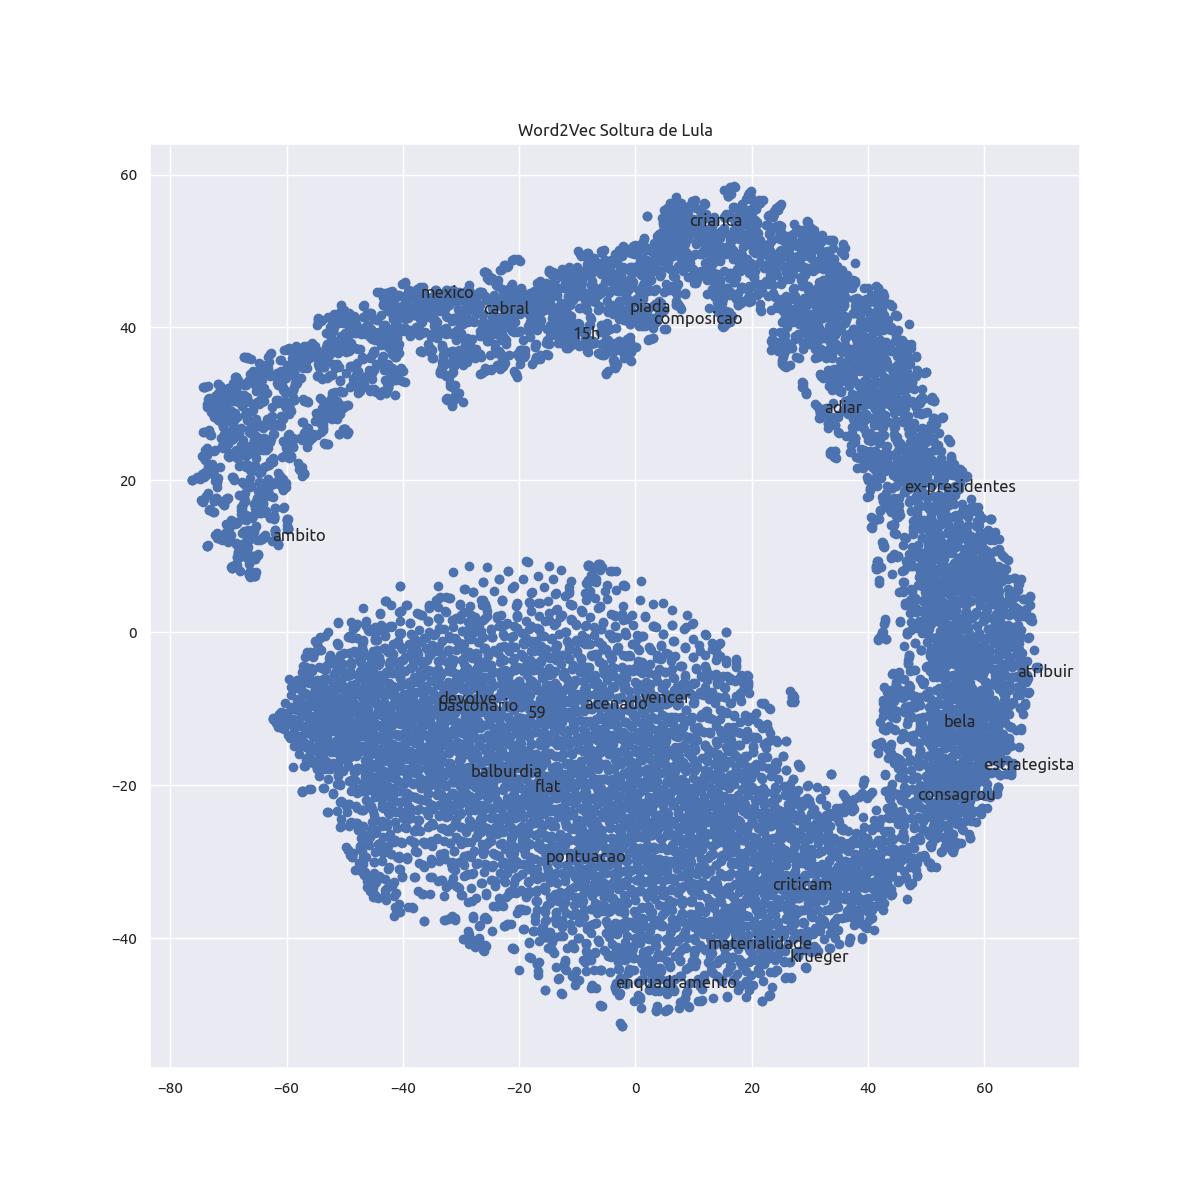 Word2Vec Soltura de Lula
60
crianca
mexico
cabral
piada
composicao
15h
40
adiar
ex-presidentes
20
ambito
0
atribuir
devolve
bastonario
59
acenado
vencer
bela
balburdia
flat
estrategista
consagrou
−20
pontuacao
criticam
−40
materialidade
krueger
enquadramento
−80 −60 −40 −20 0 20 40 60